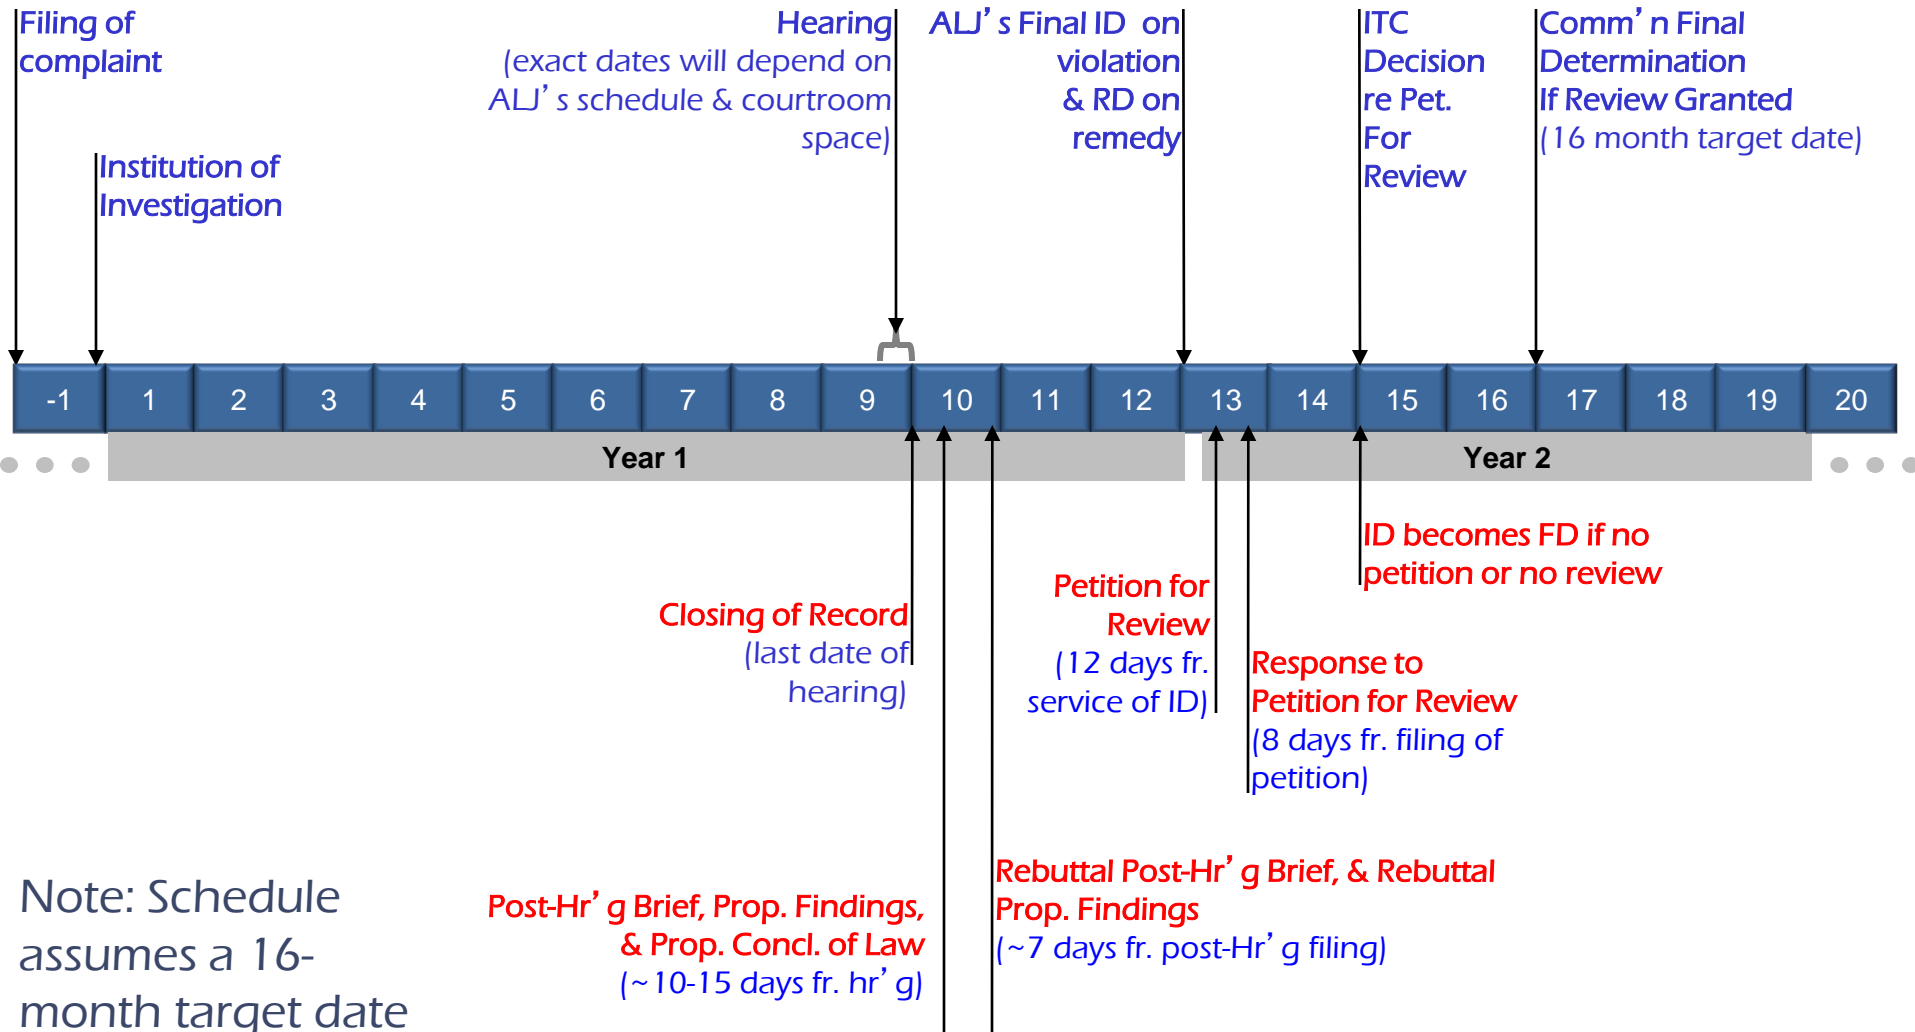 Filing of
complaint
Institution of
Investigation
Hearing
(exact dates will depend on
ALJ’s schedule & courtroom
space)
ALJ’s Final ID on
violation
& RD on
remedy
ITC
Decision
re Pet.
For
Review
Comm’n Final
Determination
If Review Granted
(16 month target date)
-1 1 2 3 4 5 6 7 8 9 10 11 12 13 14 15 16 17 18 19 20
Year 1 Year 2
ID becomes FD if no
petition or no review
Closing of Record
(last date of
hearing)
Petition for
Review
(12 days fr.
service of ID)
Response to
Petition for Review
(8 days fr. filing of
petition)
Post-Hr’g Brief, Prop. Findings,
& Prop. Concl. of Law
(~10-15 days fr. hr’g)
Rebuttal Post-Hr’g Brief, & Rebuttal
Prop. Findings
(~7 days fr. post-Hr’g filing)
Note: Schedule
assumes a 16-
month target date